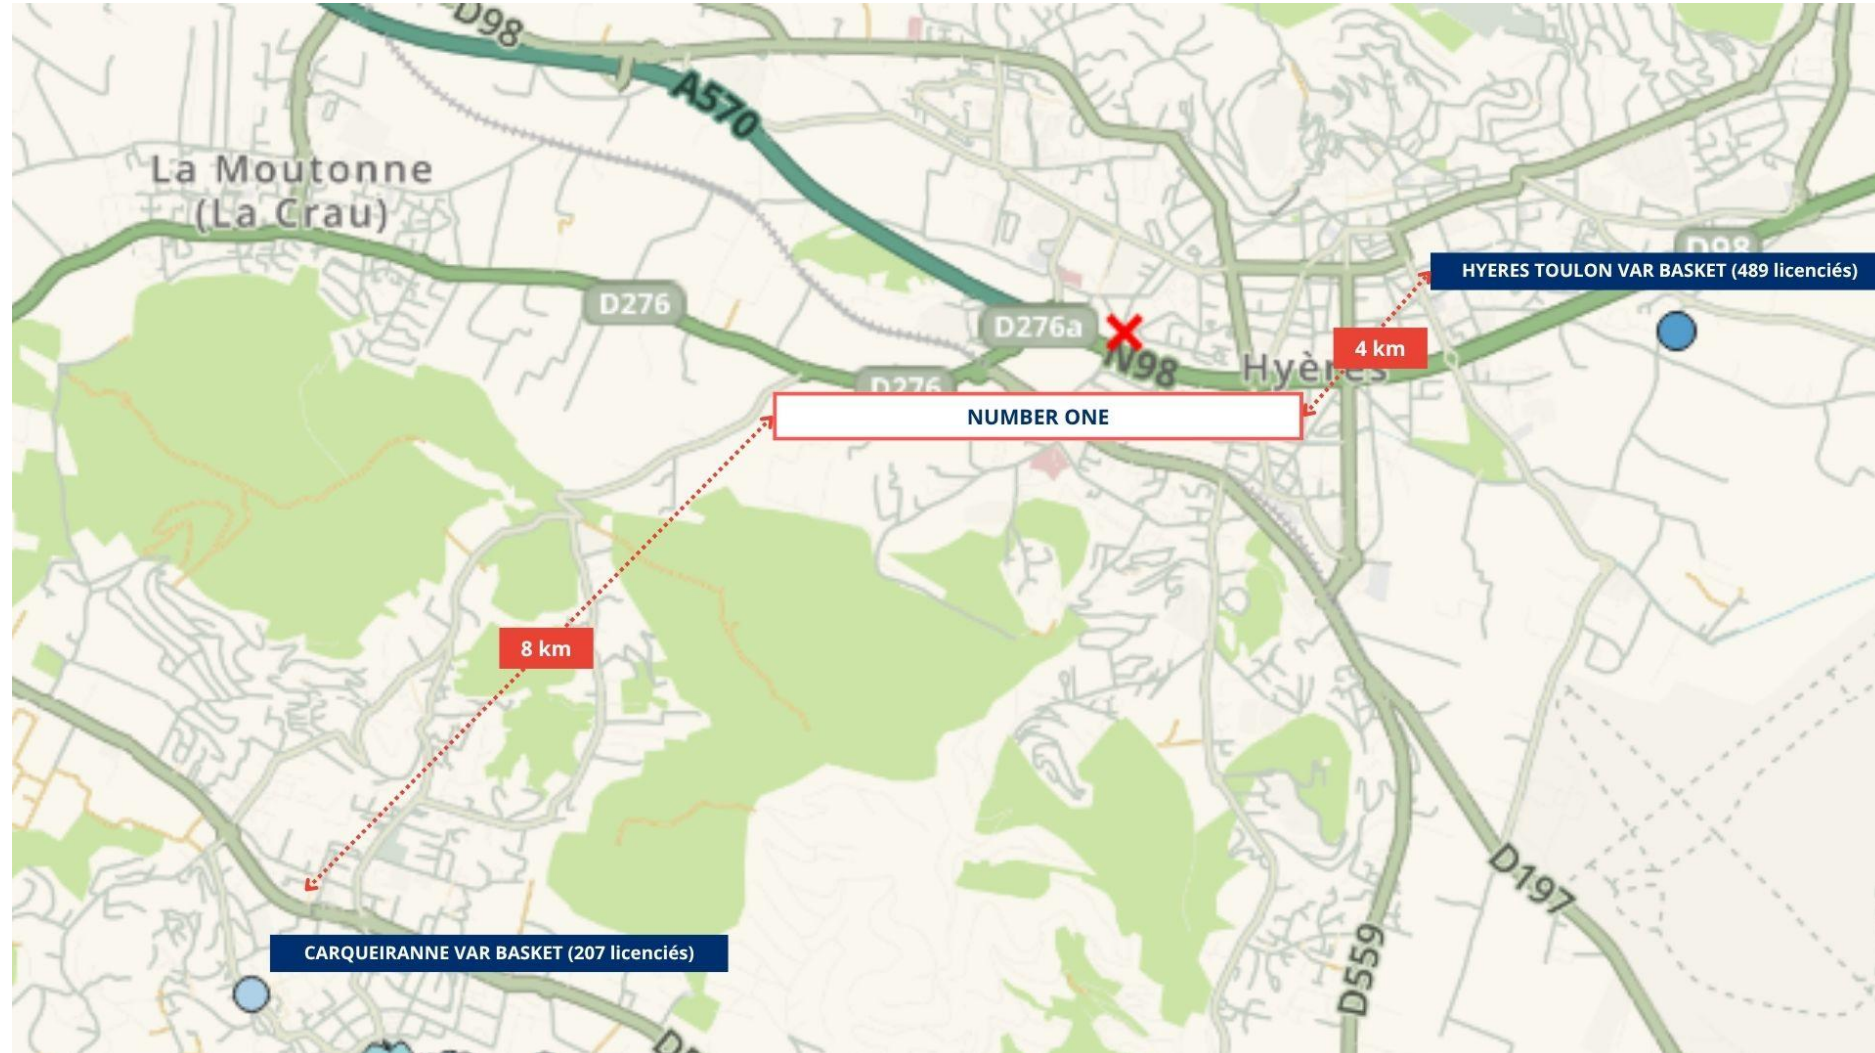 D98
A570
La Moutonne
(La Crau)
D98
HYERES TOULON VAR BASKET (489 licenciés)
D276
D276a
N98
4 km
Hyères
D276
NUMBER ONE
8 km
D197
CARQUEIRANNE VAR BASKET (207 licenciés)
D559